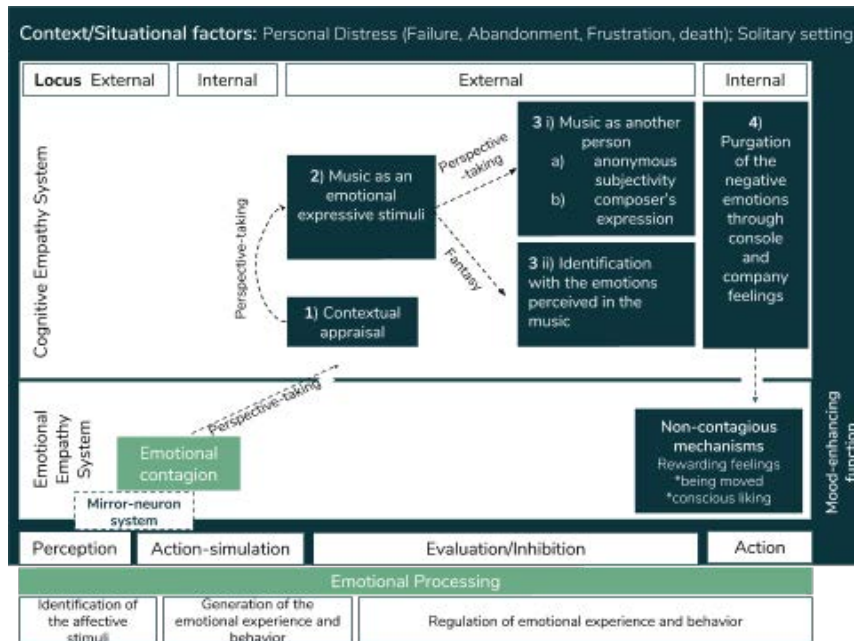 Context/Situational factors: Personal Distress (Failure, Abandonment, Frustration, death); Solitary setting
Locus External
Internal
External
Internal
Cognitive Empathy System
Perspective-taking
2) Music as an
emotional
expressive stimuli
1) Contextual
appraisal
Perspective
-taking
Fantasy
3 i) Music as another
person
a) anonymous
subjectivity
b) composer's
expression
3 ii) Identification
with the emotions
perceived in the
music
4)
Purgation
of the
negative
emotions
through
console
and
company
feelings
Emotional
Empathy
System
Perspective-taking
Emotional
contagion
Mirror-neuron
system
Non-contagious
mechanisms
Rewarding feelings
*being moved
*conscious liking
Mood-enhancing
function
Perception
Action-simulation
Evaluation/Inhibition
Action
Emotional Processing
Identification of
the affective
stimuli
Generation of the
emotional experience and
behavior
Regulation of emotional experience and behavior